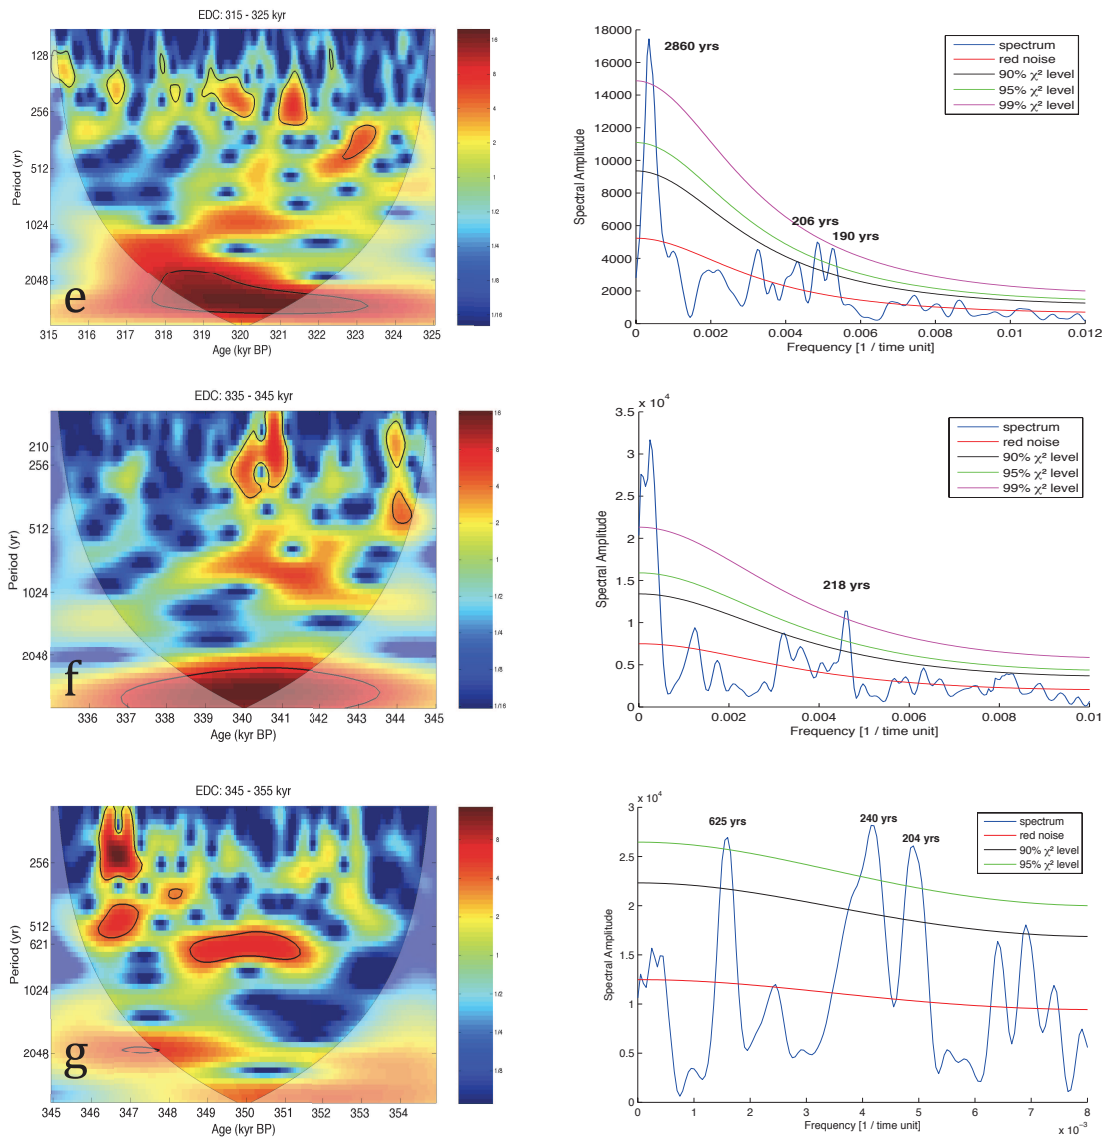 EDC: 315 - 325 kyr
Period (yr)
128
256
512
1024
2048
e
315 316 317 318 319 320 321 322 323 324 325
Age (kyr BP)
16
8
4
2
1
1/2
1/4
1/8
1/16
Spectral Amplitude
18000
16000
14000
12000
10000
8000
6000
4000
2000
0
2860 yrs
206 yrs
190 yrs
spectrum
red noise
90% χ² level
95% χ² level
99% χ² level
0 0.002 0.004 0.006 0.008 0.01 0.012
Frequency [1 / time unit]
EDC: 335 - 345 kyr
Period (yr)
210
256
512
1024
2048
f
336 337 338 339 340 341 342 343 344 345
Age (kyr BP)
16
8
4
2
1
1/2
1/4
1/8
1/16
x 10⁴
Spectral Amplitude
3.5
3
2.5
2
1.5
1
0.5
0
218 yrs
spectrum
red noise
90% χ² level
95% χ² level
99% χ² level
0 0.002 0.004 0.006 0.008 0.01
Frequency [1 / time unit]
EDC: 345 - 355 kyr
Period (yr)
256
512
621
1024
2048
g
345 346 347 348 349 350 351 352 353 354
Age (kyr BP)
8
4
2
1
1/2
1/4
1/8
x 10⁴
Spectral Amplitude
3
2.5
2
1.5
1
0.5
0
625 yrs
240 yrs
204 yrs
spectrum
red noise
90% χ² level
95% χ² level
0 1 2 3 4 5 6 7 8
Frequency [1 / time unit]
x 10⁻³